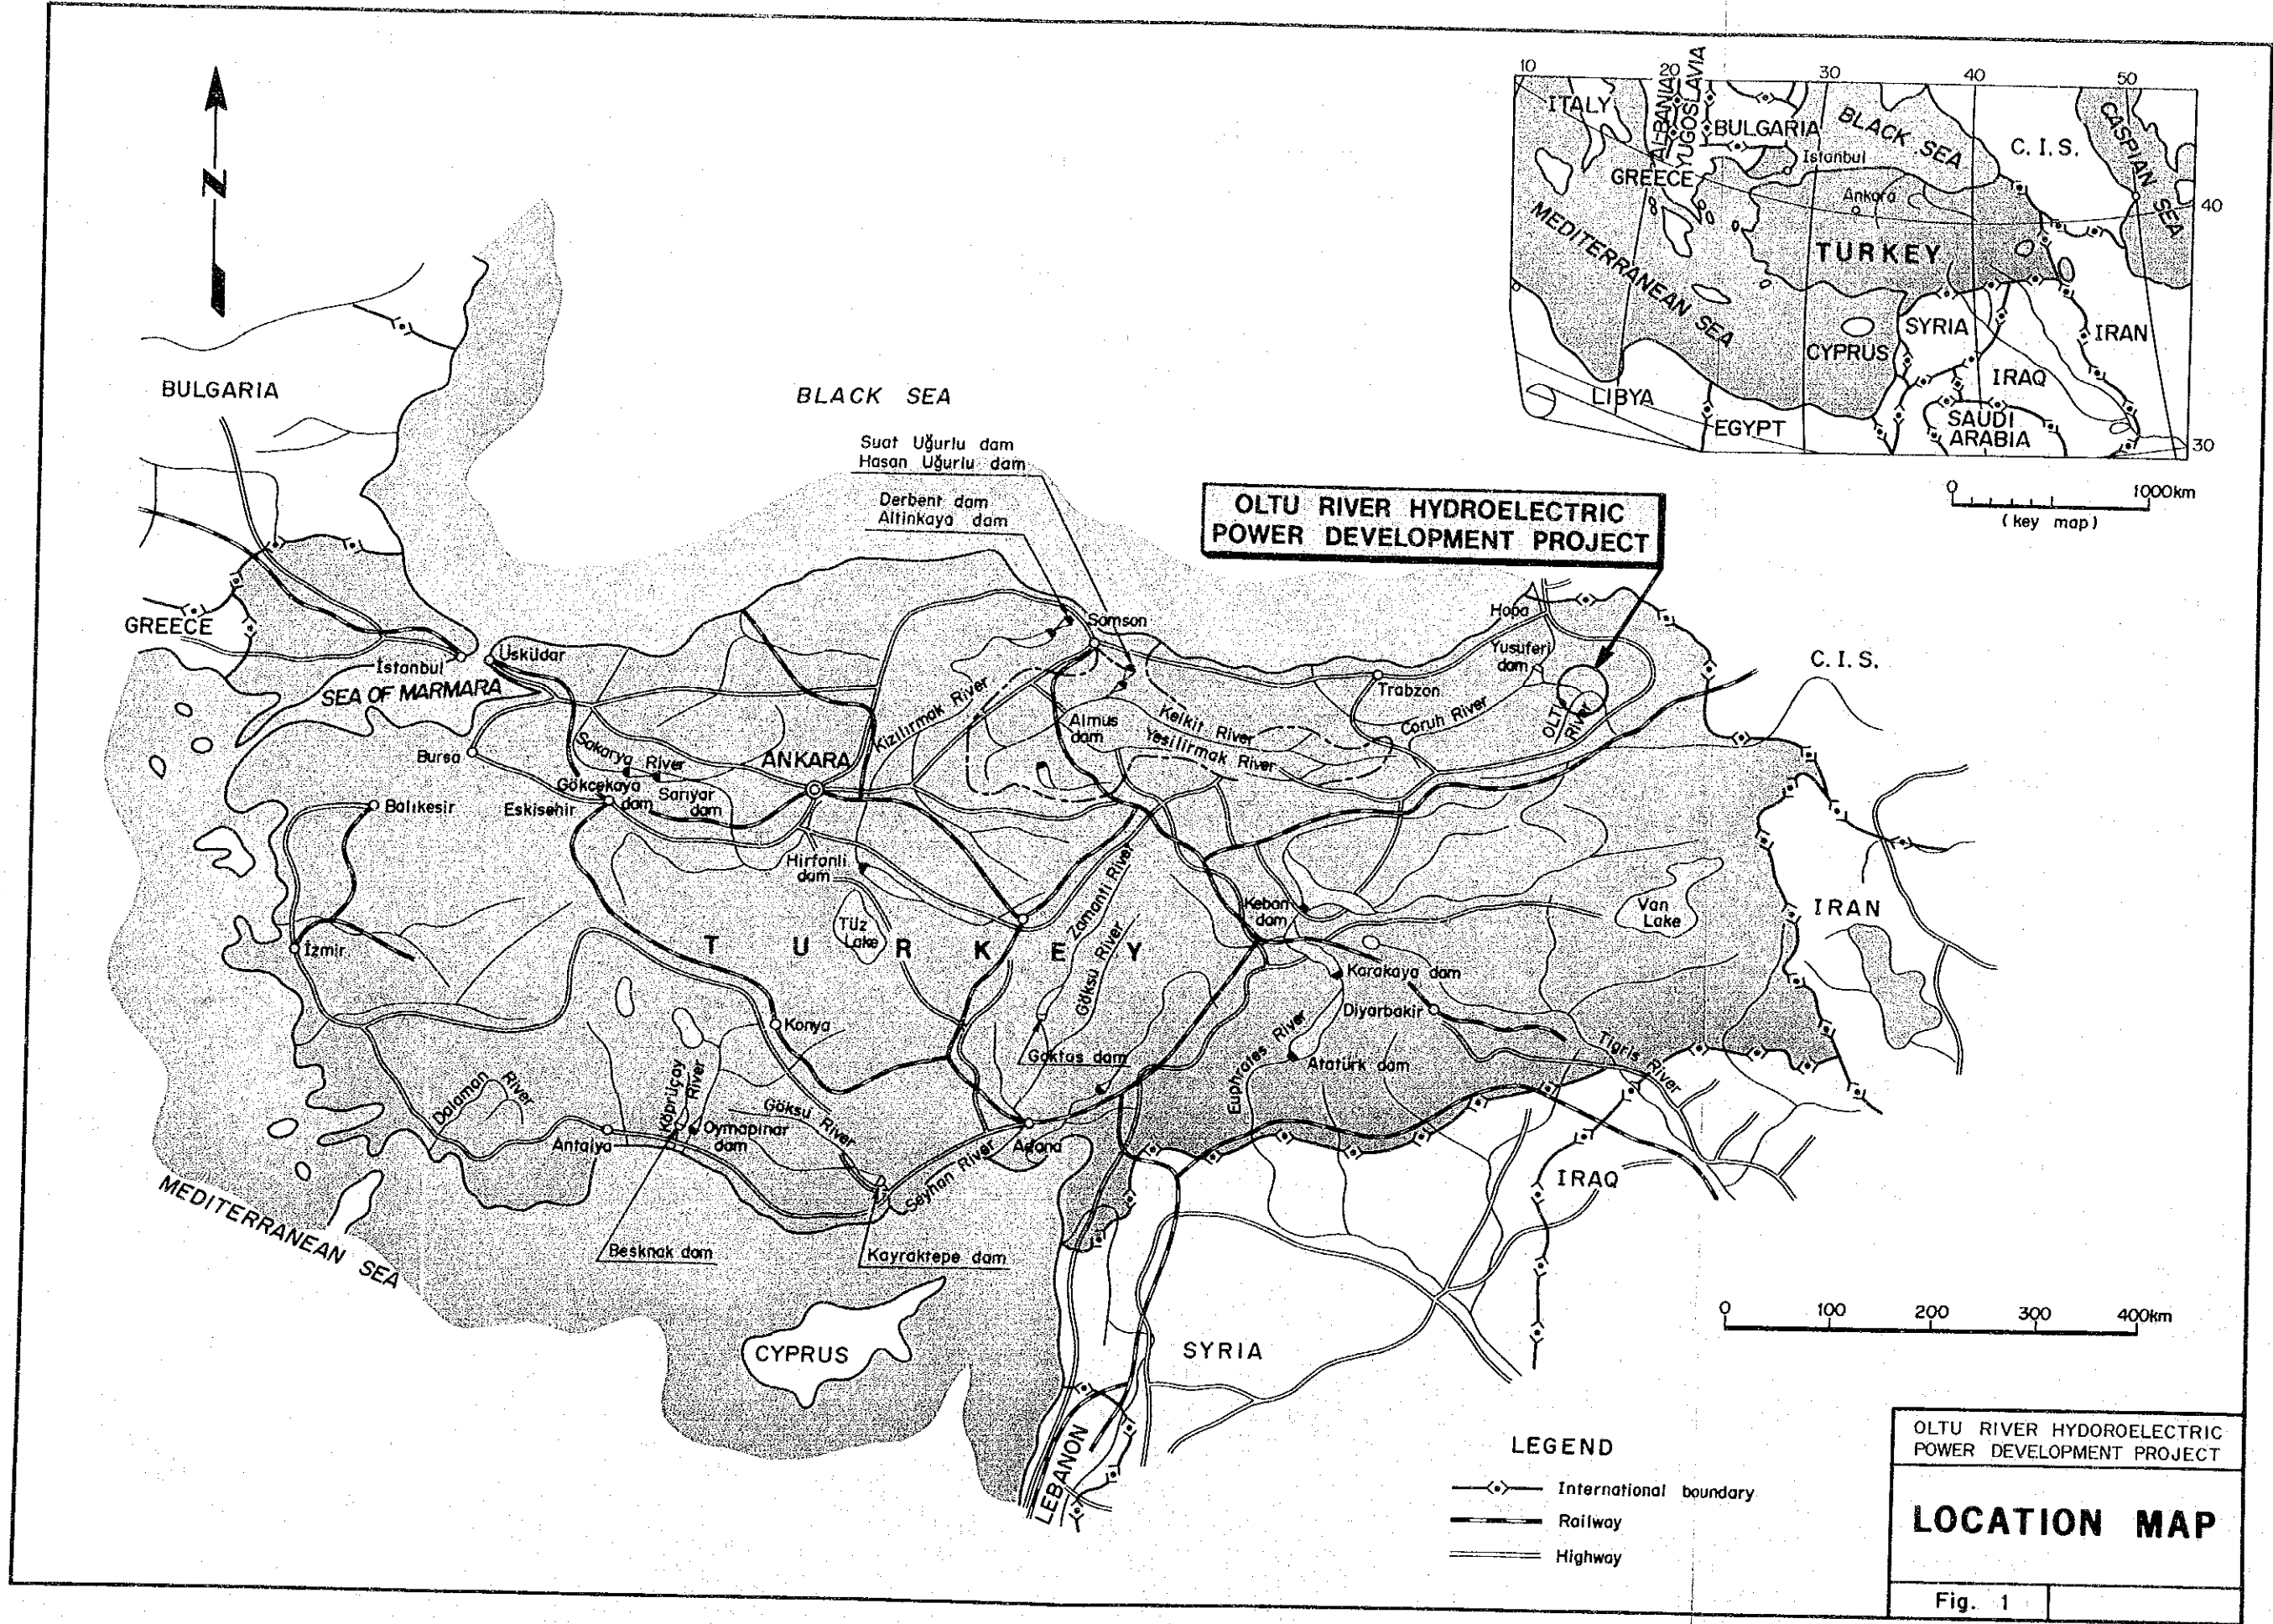 N
10
20
30
40
50
ITALY
ALBANIA
YUGOSLAVIA
BULGARIA
BLACK SEA
C. I. S.
CASPIAN SEA
Istanbul
GREECE
Ankara
40
MEDITERRANEAN SEA
TURKEY
SYRIA
IRAN
CYPRUS
IRAQ
LIBYA
EGYPT
SAUDI
ARABIA
30
0
1000km
(key map)
BULGARIA
BLACK SEA
Suat Uğurlu dam
Hasan Uğurlu dam
Derbent dam
Altinkaya dam
OLTU RIVER HYDROELECTRIC
POWER DEVELOPMENT PROJECT
GREECE
İstanbul
Üsküdar
SEA OF MARMARA
Samson
Hopa
Yusuferi
dam
C. I. S.
Trabzon
Coruh River
OLTU
River
Kızılırmak River
Kelkit River
Almus
dam
Yesilirmak River
Bursa
Sakarya River
ANKARA
Gökcekaya
dam
Sarıyar
dam
Eskisehir
Balıkesir
Hirfanli
dam
Zamanti River
Tüz
Lake
Keban
dam
Van
Lake
IRAN
TURKEY
İzmir
Göksu River
Karakaya dam
Diyarbakir
Konya
Göktas dam
Euphrates River
Atatürk dam
Tigris River
Dalaman River
Köprüçay
River
Göksu River
Oymapinar
dam
Antalya
Adana
Seyhan River
IRAQ
MEDITERRANEAN SEA
Besknak dam
Kayraktepe dam
CYPRUS
SYRIA
LEBANON
0
100
200
300
400km
LEGEND
International boundary
Railway
Highway
OLTU RIVER HYDOROELECTRIC
POWER DEVELOPMENT PROJECT
LOCATION MAP
Fig. 1